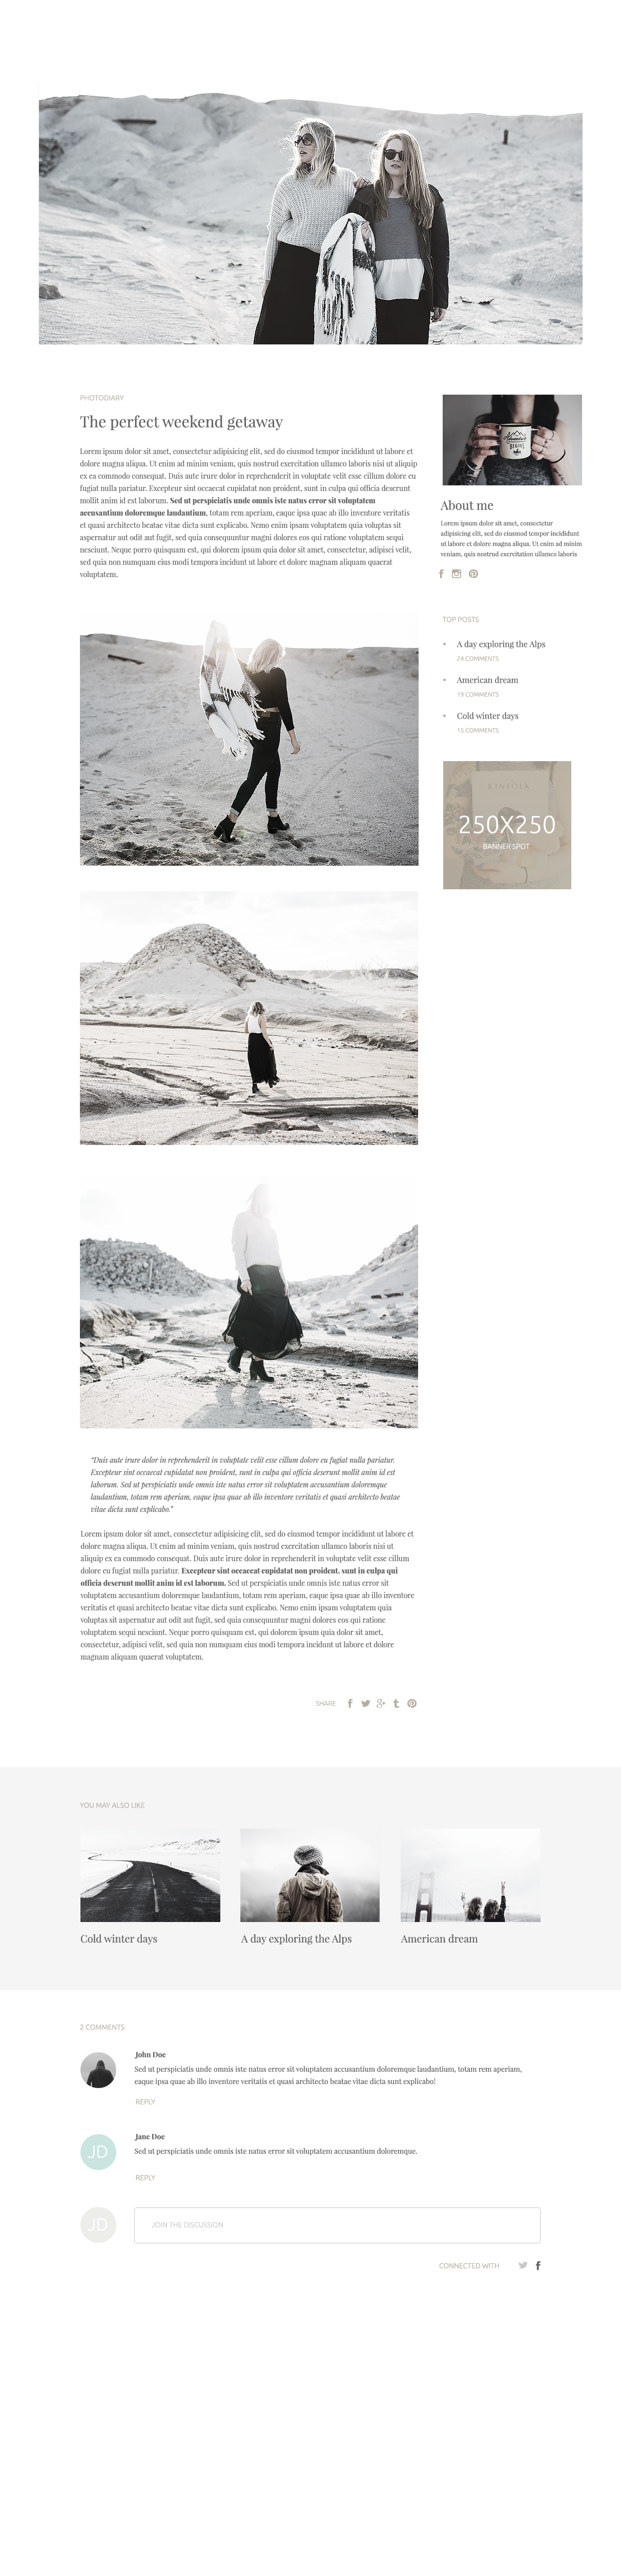 PHOTODIARY
The perfect weekend getaway
Lorem ipsum dolor sit amet, consectetur adipisicing elit, sed do eiusmod tempor incididunt ut labore et
dolore magna aliqua. Ut enim ad minim veniam, quis nostrud exercitation ullamco laboris nisi ut aliquip
ex ea commodo consequat. Duis aute irure dolor in reprehenderit in voluptate velit esse cillum dolore eu
fugiat nulla pariatur. Excepteur sint occaecat cupidatat non proident, sunt in culpa qui officia deserunt
mollit anim id est laborum. Sed ut perspiciatis unde omnis iste natus error sit voluptatem
accusantium doloremque laudantium, totam rem aperiam, eaque ipsa quae ab illo inventore veritatis
et quasi architecto beatae vitae dicta sunt explicabo. Nemo enim ipsam voluptatem quia voluptas sit
aspernatur aut odit aut fugit, sed quia consequuntur magni dolores eos qui ratione voluptatem sequi
nesciunt. Neque porro quisquam est, qui dolorem ipsum quia dolor sit amet, consectetur, adipisci velit,
sed quia non numquam eius modi tempora incidunt ut labore et dolore magnam aliquam quaerat
voluptatem.
Adventure
BEGINS
About me
Lorem ipsum dolor sit amet, consectetur
adipisicing elit, sed do eiusmod tempor incididunt
ut labore et dolore magna aliqua. Ut enim ad minim
veniam, quis nostrud exercitation ullamco laboris
TOP POSTS
A day exploring the Alps
24 COMMENTS
American dream
19 COMMENTS
Cold winter days
15 COMMENTS
KINFOLK
250X250
BANNER SPOT
“Duis aute irure dolor in reprehenderit in voluptate velit esse cillum dolore eu fugiat nulla pariatur.
Excepteur sint occaecat cupidatat non proident, sunt in culpa qui officia deserunt mollit anim id est
laborum. Sed ut perspiciatis unde omnis iste natus error sit voluptatem accusantium doloremque
laudantium, totam rem aperiam, eaque ipsa quae ab illo inventore veritatis et quasi architecto beatae
vitae dicta sunt explicabo.”
Lorem ipsum dolor sit amet, consectetur adipisicing elit, sed do eiusmod tempor incididunt ut labore et
dolore magna aliqua. Ut enim ad minim veniam, quis nostrud exercitation ullamco laboris nisi ut
aliquip ex ea commodo consequat. Duis aute irure dolor in reprehenderit in voluptate velit esse cillum
dolore eu fugiat nulla pariatur. Excepteur sint occaecat cupidatat non proident, sunt in culpa qui
officia deserunt mollit anim id est laborum. Sed ut perspiciatis unde omnis iste natus error sit
voluptatem accusantium doloremque laudantium, totam rem aperiam, eaque ipsa quae ab illo inventore
veritatis et quasi architecto beatae vitae dicta sunt explicabo. Nemo enim ipsam voluptatem quia
voluptas sit aspernatur aut odit aut fugit, sed quia consequuntur magni dolores eos qui ratione
voluptatem sequi nesciunt. Neque porro quisquam est, qui dolorem ipsum quia dolor sit amet,
consectetur, adipisci velit, sed quia non numquam eius modi tempora incidunt ut labore et dolore
magnam aliquam quaerat voluptatem.
SHARE
YOU MAY ALSO LIKE
Cold winter days
A day exploring the Alps
American dream
2 COMMENTS
John Doe
Sed ut perspiciatis unde omnis iste natus error sit voluptatem accusantium doloremque laudantium, totam rem aperiam,
eaque ipsa quae ab illo inventore veritatis et quasi architecto beatae vitae dicta sunt explicabo!
REPLY
JD
Jane Doe
Sed ut perspiciatis unde omnis iste natus error sit voluptatem accusantium doloremque.
REPLY
JD
JOIN THE DISCUSSION
CONNECTED WITH